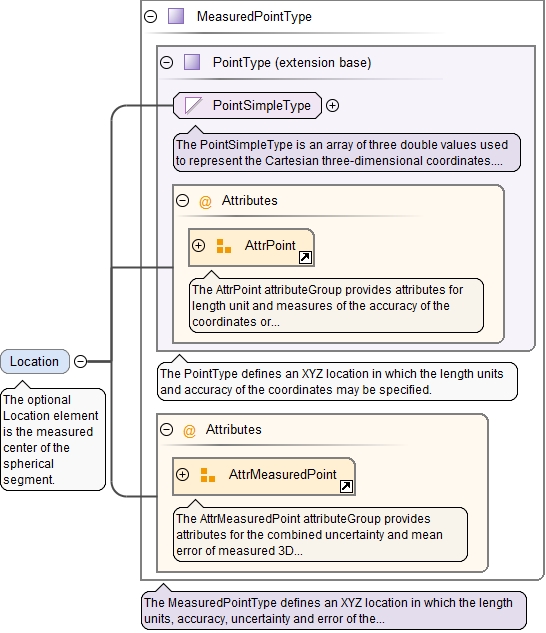 MeasuredPointType
PointType (extension base)
PointSimpleType
The PointSimpleType is an array of three double values used
to represent the Cartesian three-dimensional coordinates....
@ Attributes
AttrPoint
The AttrPoint attributeGroup provides attributes for
length unit and measures of the accuracy of the
coordinates or...
Location
The PointType defines an XYZ location in which the length units
and accuracy of the coordinates may be specified.
The optional
Location element
is the measured
center of the
spherical
segment.
@ Attributes
AttrMeasuredPoint
The AttrMeasuredPoint attributeGroup provides
attributes for the combined uncertainty and mean
error of measured 3D...
The MeasuredPointType defines an XYZ location in which the length
units, accuracy, uncertainty and error of the...